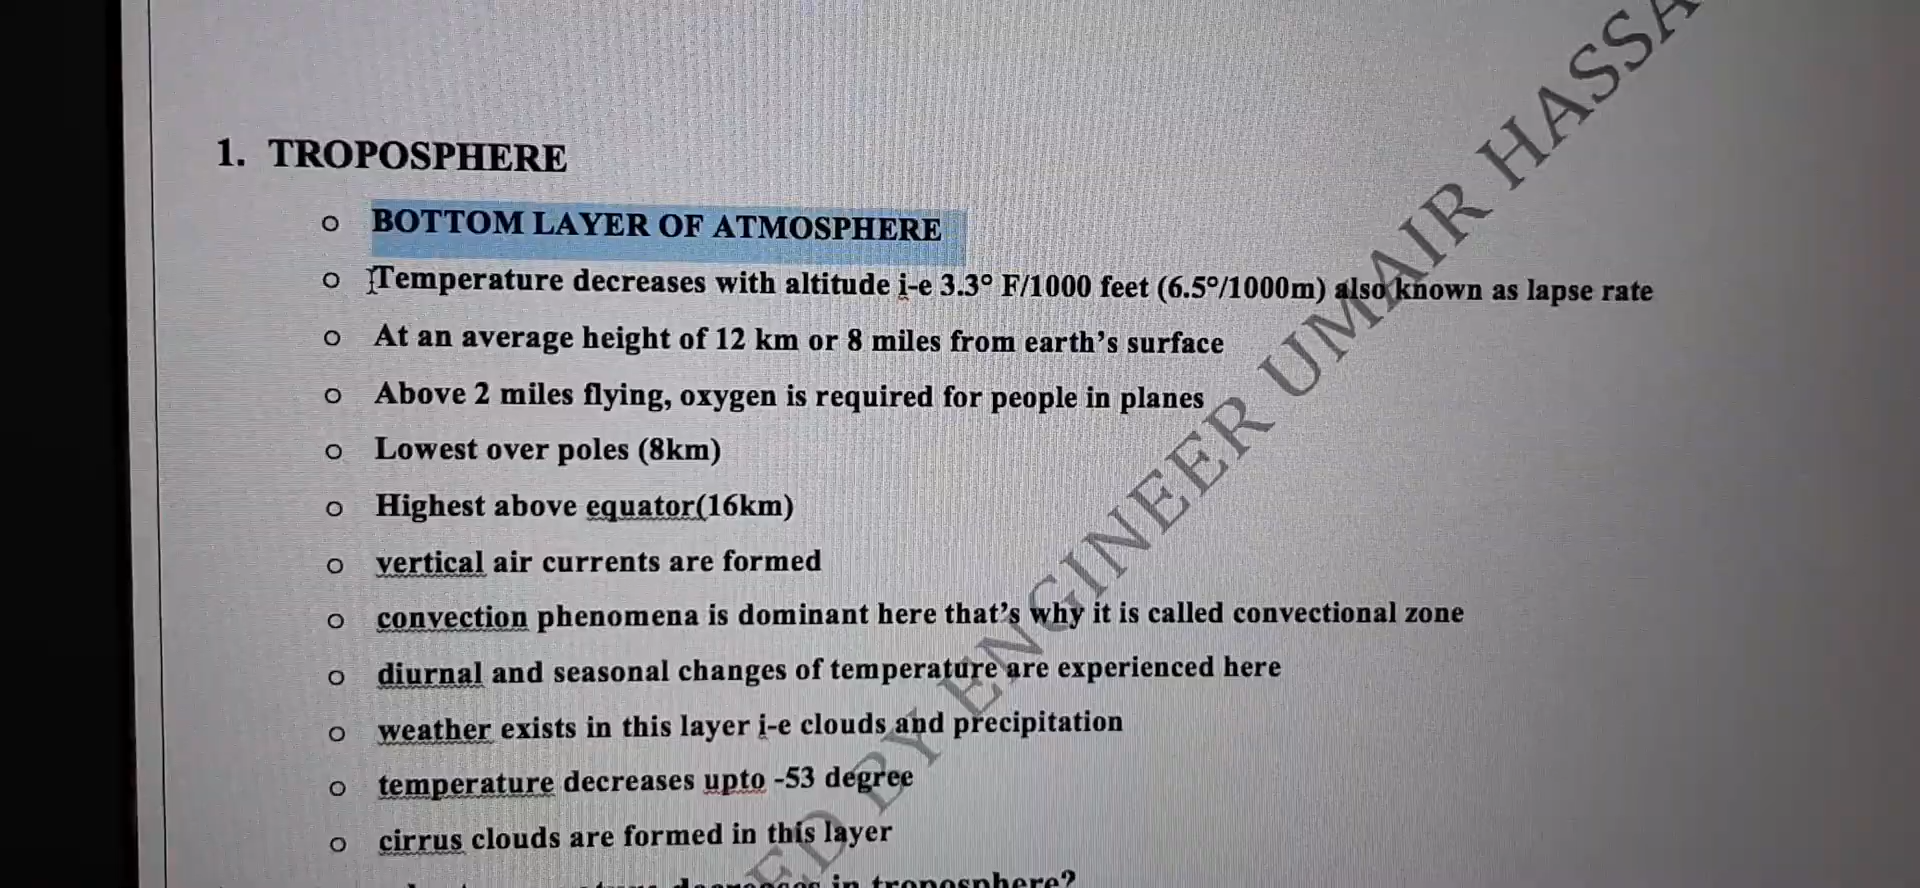 1. TROPOSPHERE
o BOTTOM LAYER OF ATMOSPHERE
o Temperature decreases with altitude i-e 3.3° F/1000 feet (6.5°/1000m) also known as lapse rate
o At an average height of 12 km or 8 miles from earth's surface
o Above 2 miles flying, oxygen is required for people in planes
o Lowest over poles (8km)
o Highest above equator(16km)
o vertical air currents are formed
o convection phenomena is dominant here that's why it is called convectional zone
o diurnal and seasonal changes of temperature are experienced here
o weather exists in this layer i-e clouds and precipitation
o temperature decreases upto -53 degree
o cirrus clouds are formed in this layer
decreases in troposphere?
BY ENGINEER UMAIR